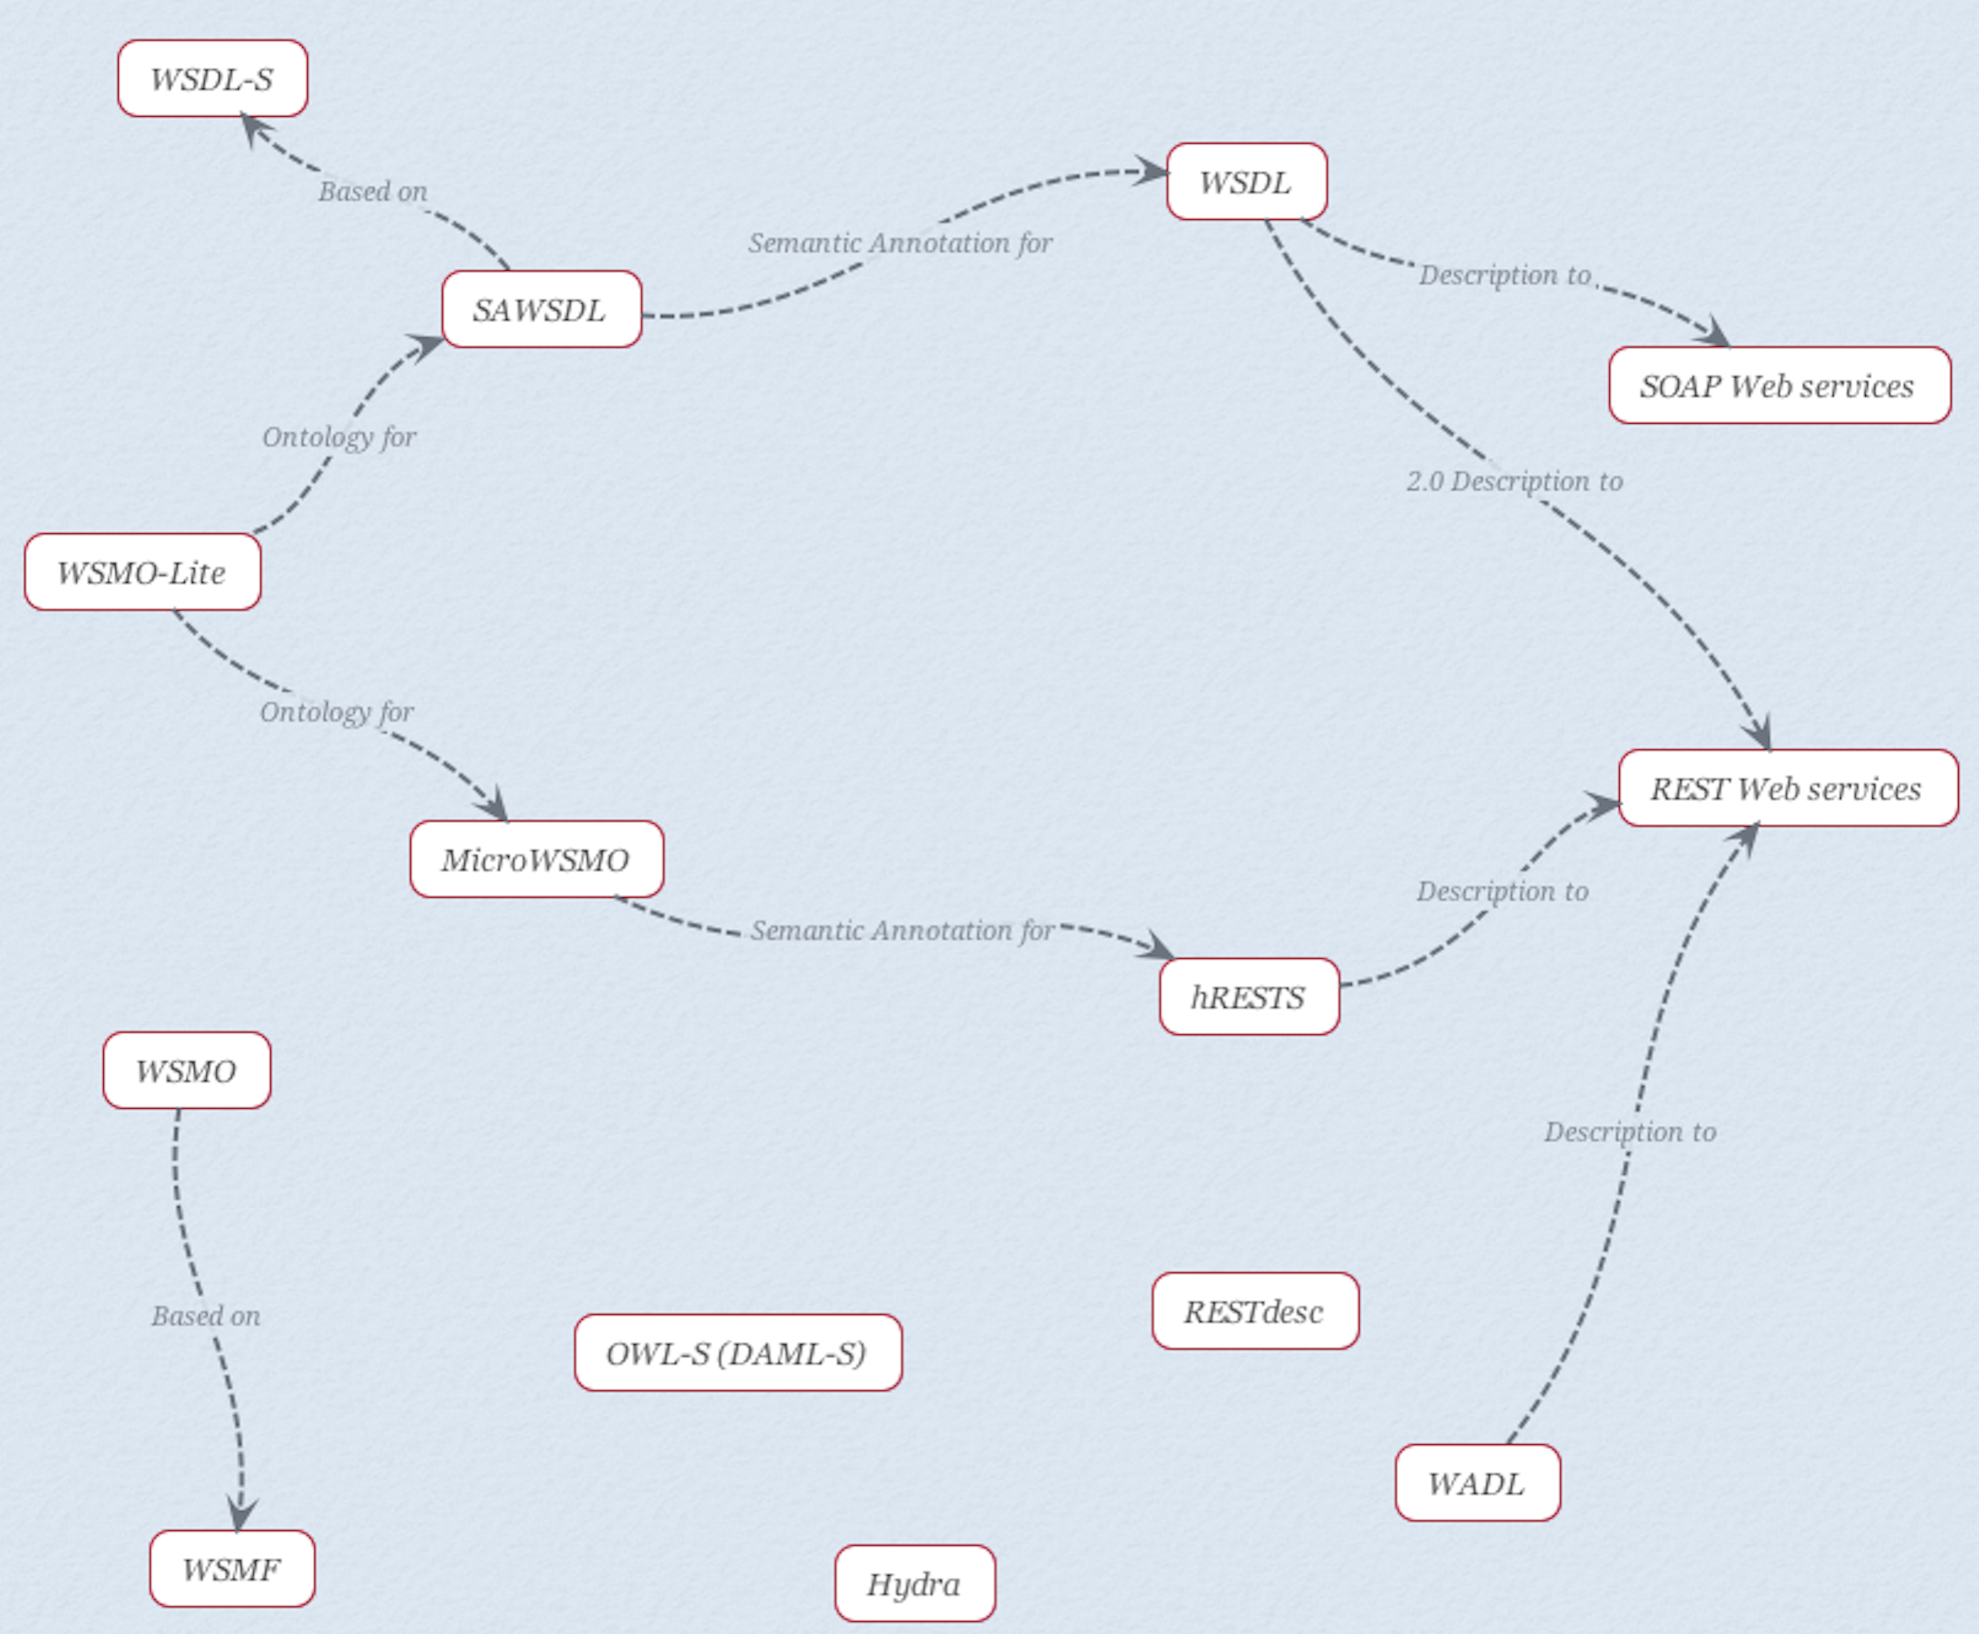 WSDL-S
WSDL
Based on
Semantic Annotation for
Description to
SAWSDL
SOAP Web services
Ontology for
2.0 Description to
WSMO-Lite
Ontology for
REST Web services
MicroWSMO
Description to
Semantic Annotation for
hRESTS
WSMO
Description to
Based on
RESTdesc
OWL-S (DAML-S)
WADL
WSMF
Hydra